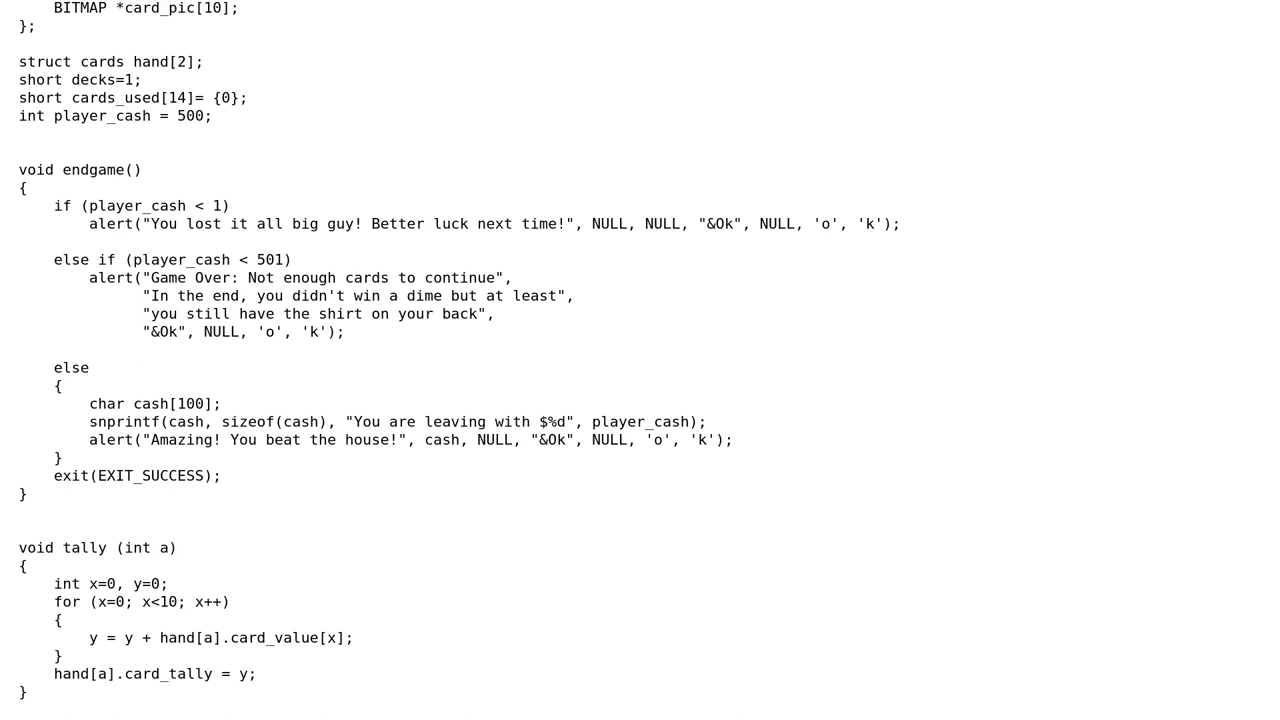 BITMAP *card_pic[10];
};

struct cards hand[2];
short decks=1;
short cards_used[14]= {0};
int player_cash = 500;


void endgame()
{
    if (player_cash < 1)
        alert("You lost it all big guy! Better luck next time!", NULL, NULL, "&Ok", NULL, 'o', 'k');

    else if (player_cash < 501)
        alert("Game Over: Not enough cards to continue",
              "In the end, you didn't win a dime but at least",
              "you still have the shirt on your back",
              "&Ok", NULL, 'o', 'k');

    else
    {
        char cash[100];
        snprintf(cash, sizeof(cash), "You are leaving with $%d", player_cash);
        alert("Amazing! You beat the house!", cash, NULL, "&Ok", NULL, 'o', 'k');
    }
    exit(EXIT_SUCCESS);
}


void tally (int a)
{
    int x=0, y=0;
    for (x=0; x<10; x++)
    {
        y = y + hand[a].card_value[x];
    }
    hand[a].card_tally = y;
}